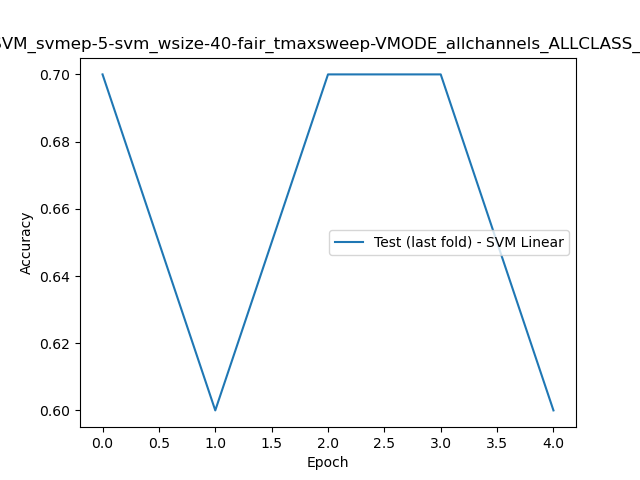 SVM_svmep-5-svm_wsize-40-fair_tmaxsweep-VMODE_allchannels_ALLCLASS_
0.70
0.68
0.66
0.64
0.62
0.60
Accuracy
Test (last fold) - SVM Linear
0.0 0.5 1.0 1.5 2.0 2.5 3.0 3.5 4.0
Epoch